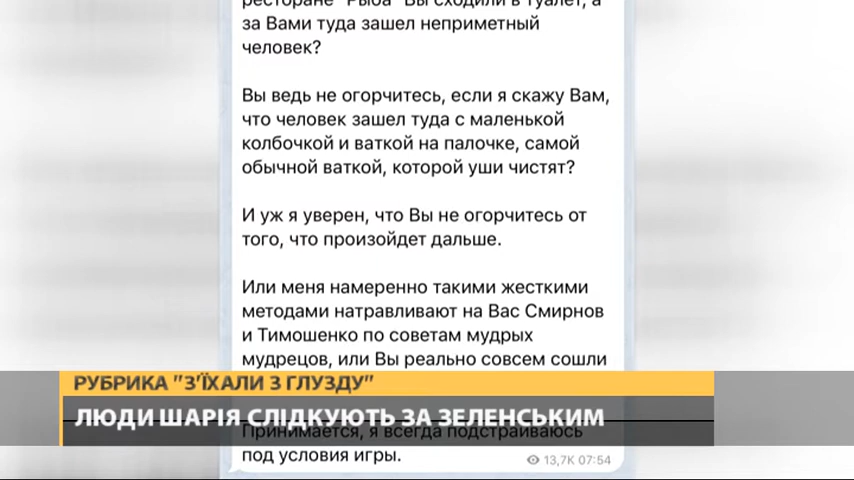 ресторане "Рыба" Вы сходили в туалет, а
за Вами туда зашел неприметный
человек?
Вы ведь не огорчитесь, если я скажу Вам,
что человек зашел туда с маленькой
колбочкой и ваткой на палочке, самой
обычной ваткой, которой уши чистят?
И уж я уверен, что Вы не огорчитесь от
того, что произойдет дальше.
Или меня намеренно такими жесткими
методами натравливают на Вас Смирнов
и Тимошенко по советам мудрых
мудрецов, или Вы реально совсем сошли
РУБРИКА "З'ЇХАЛИ З ГЛУЗДУ"
ЛЮДИ ШАРІЯ СЛІДКУЮТЬ ЗА ЗЕЛЕНСЬКИМ
Принимается, я всегда подстраиваюсь
под условия игры.
13,7K 07:54